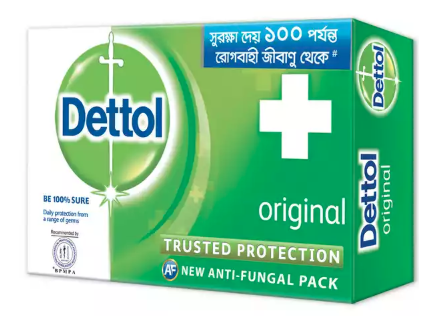 সুরক্ষা দেয় ১০০ পর্যন্ত
রোগবাহী জীবাণু থেকে #
Dettol
BE 100% SURE
Daily protection from
a range of germs
Recommended by
*BPMPA
original
TRUSTED PROTECTION
AF NEW ANTI-FUNGAL PACK
Dettol
Dettol
original